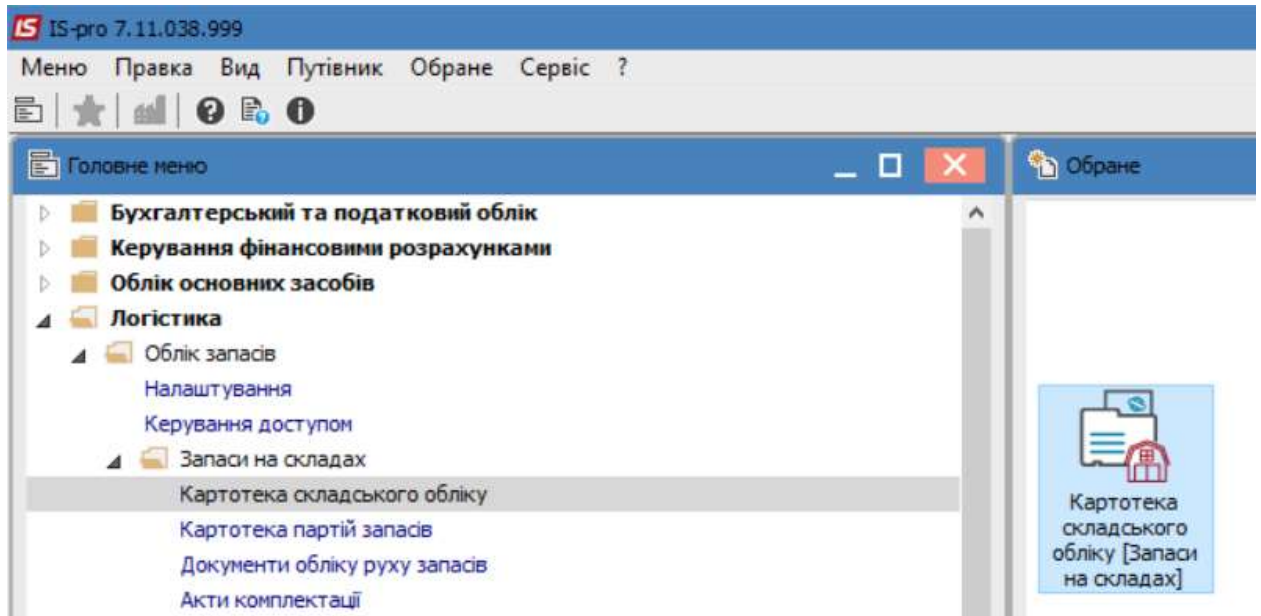 IS IS-pro 7.11.038.999
Меню Правка Вид Путівник Обране Сервіс ?
Головне меню
Обране
Бухгалтерський та податковий облік
Керування фінансовими розрахунками
Облік основних засобів
Логістика
Облік запасів
Налаштування
Керування доступом
Запаси на складах
Картотека складського обліку
Картотека партій запасів
Документи обліку руху запасів
Акти комплектації
Картотека
складського
обліку [Запаси
на складах]